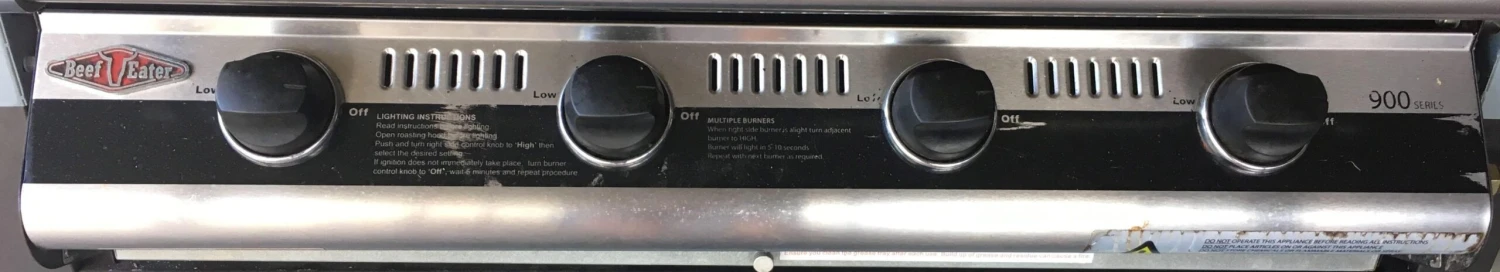 Beef Eater
Low
Off
LIGHTING INSTRUCTIONS
Read instructions before lighting
Open roasting hood before lighting
Push and turn right side control knob to 'High' then
select the desired setting
If ignition does not immediately take place, turn burner
control knob to 'Off', wait 5 minutes and repeat procedure
Low
Off
MULTIPLE BURNERS
When right side burner is alight turn adjacent
burner to HIGH.
Burner will light in 5-10 seconds
Repeat with next burner as required.
Low
Off
Low
Off
900 SERIES
DO NOT OPERATE THIS APPLIANCE BEFORE READING ALL INSTRUCTIONS
DO NOT PLACE ARTICLES ON OR AGAINST THIS APPLIANCE